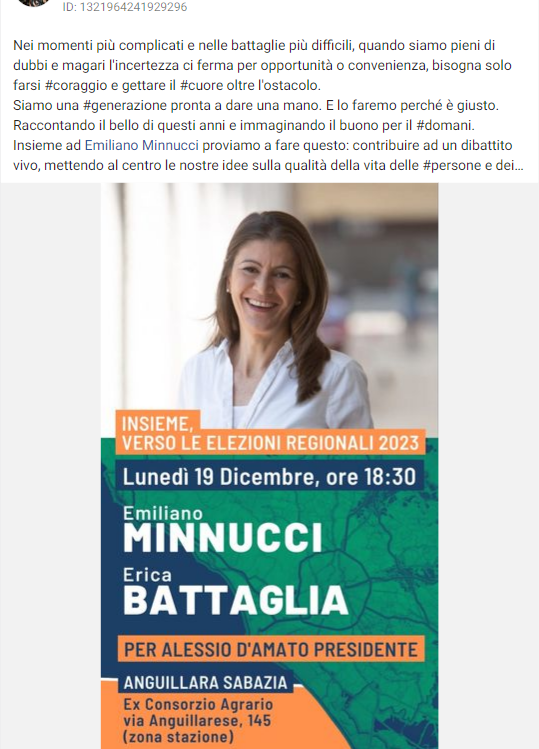 ID: 1321964241929296
Nei momenti più complicati e nelle battaglie più difficili, quando siamo pieni di
dubbi e magari l'incertezza ci ferma per opportunità o convenienza, bisogna solo
farsi #coraggio e gettare il #cuore oltre l'ostacolo.
Siamo una #generazione pronta a dare una mano. E lo faremo perché è giusto.
Raccontando il bello di questi anni e immaginando il buono per il #domani.
Insieme ad Emiliano Minnucci proviamo a fare questo: contribuire ad un dibattito
vivo, mettendo al centro le nostre idee sulla qualità della vita delle #persone e dei...
INSIEME,
VERSO LE ELEZIONI REGIONALI 2023
Lunedì 19 Dicembre, ore 18:30
Emiliano
MINNUCCI
Erica
BATTAGLIA
PER ALESSIO D'AMATO PRESIDENTE
ANGUILLARA SABAZIA
Ex Consorzio Agrario
via Anguillarese, 145
(zona stazione)